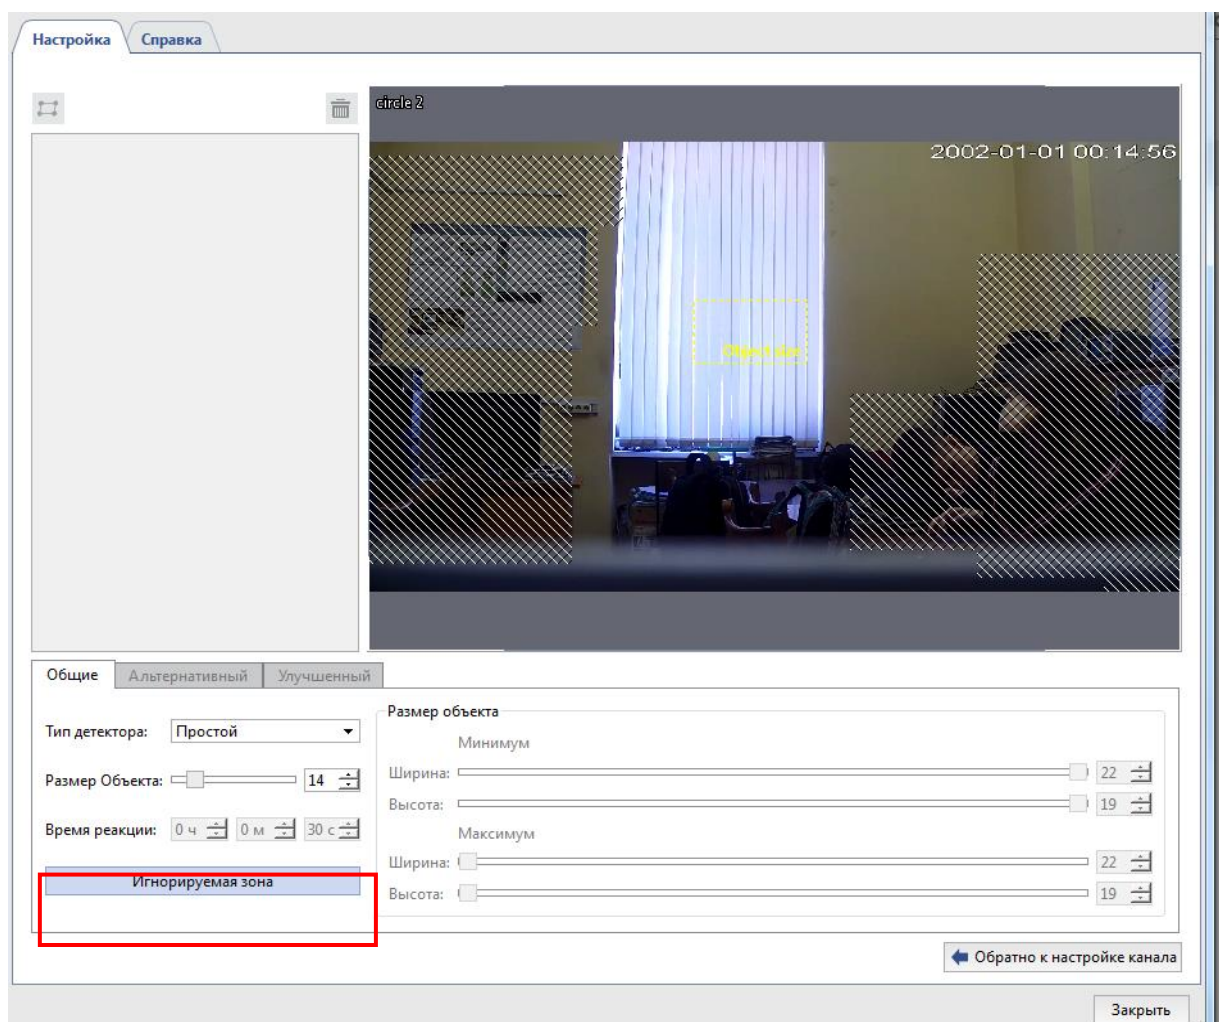 Настройка Справка
circle 2
2002-01-01 00:14:56
Object size
Общие Альтернативный Улучшенный
Тип детектора: Простой
Размер Объекта: 14
Время реакции: 0 ч 0 м 30 с
Игнорируемая зона
Размер объекта
Минимум
Ширина: 22
Высота: 19
Максимум
Ширина: 22
Высота: 19
Обратно к настройке канала
Закрыть